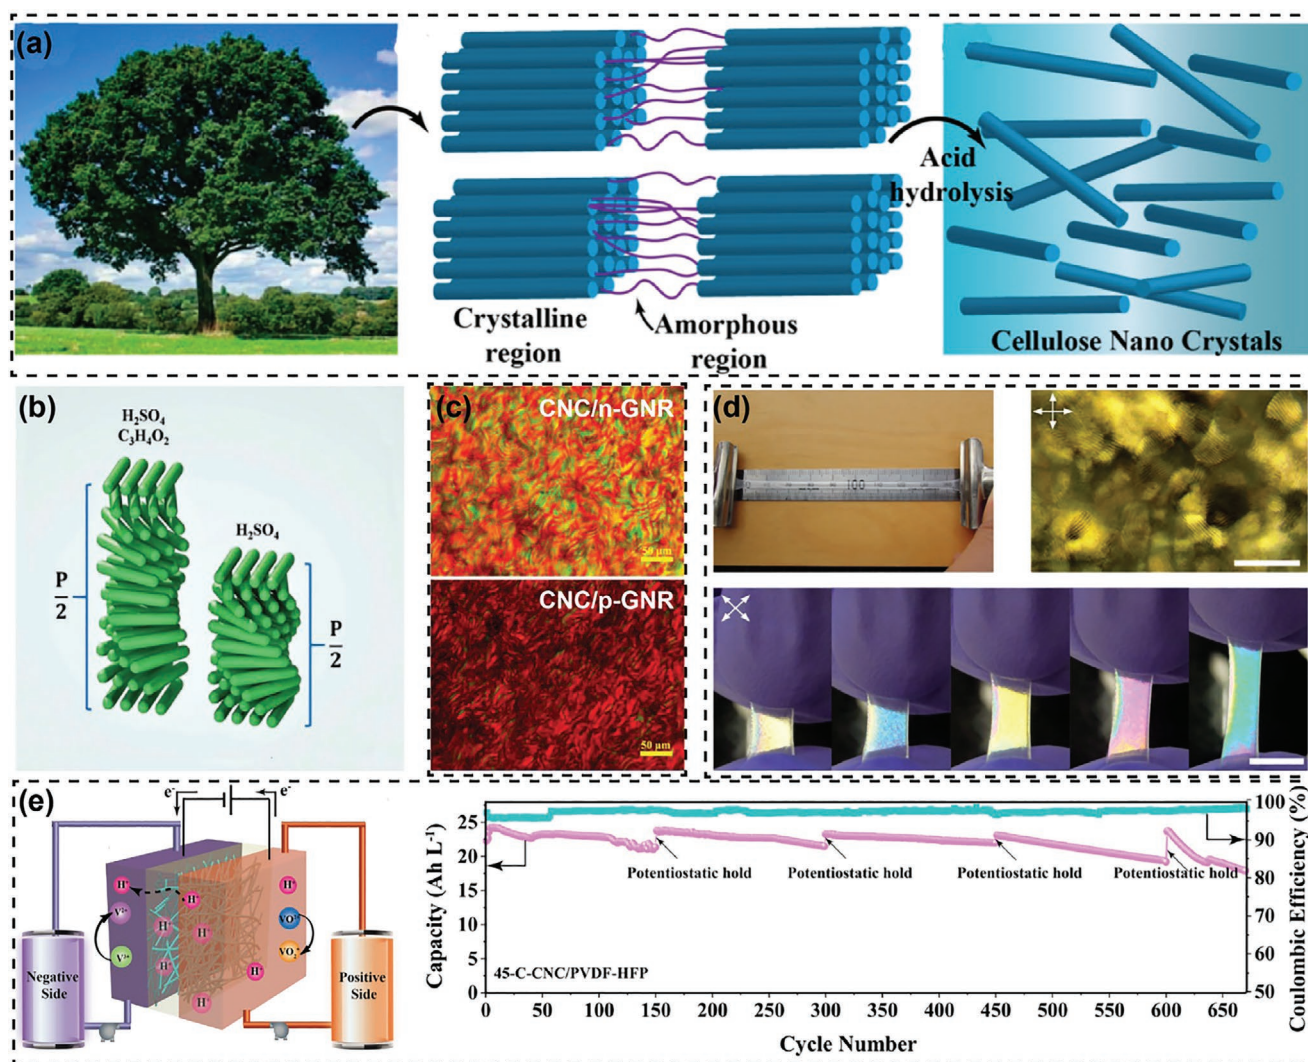 (a)
Crystalline
region
Amorphous
region
Acid
hydrolysis
Cellulose Nano Crystals
(b)
H₂SO₄
C₃H₄O₂
P
2
H₂SO₄
P
2
(c)
CNC/n-GNR
50 μm
CNC/p-GNR
50 μm
(d)
100
(e)
e⁻
e⁻
H⁺
H⁺
H⁺
H⁺
H⁺
H⁺
H⁺
H⁺
VO₂⁺
Negative
Side
Positive
Side
Capacity (Ah L⁻¹)
25
20
15
10
5
0
Potentiostatic hold
Potentiostatic hold
Potentiostatic hold
Potentiostatic hold
45-C-CNC/PVDF-HFP
0 50 100 150 200 250 300 350 400 450 500 550 600 650
Cycle Number
100
90
80
70
60
50
Coulombic Efficiency (%)